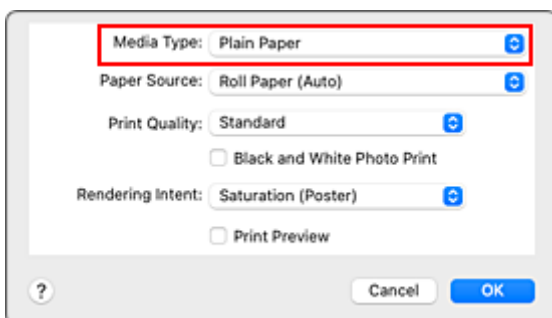 Media Type: Plain Paper
Paper Source: Roll Paper (Auto)
Print Quality: Standard
Black and White Photo Print
Rendering Intent: Saturation (Poster)
Print Preview
? Cancel OK